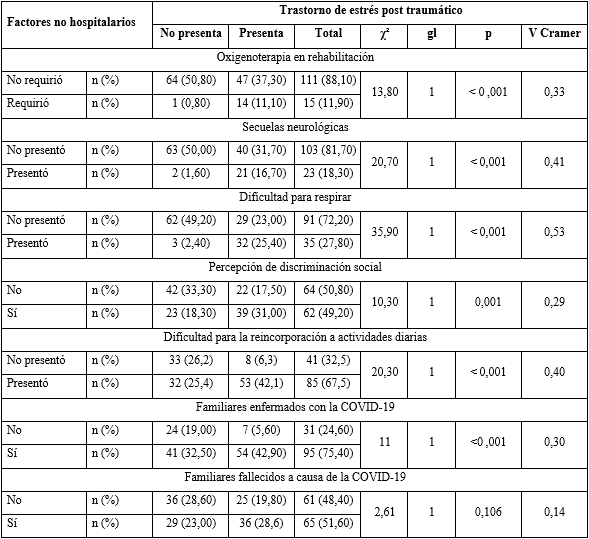 Factores no hospitalarios Trastorno de estrés post traumático
No presenta Presenta Total χ² gl p V Cramer
Oxigenoterapia en rehabilitación
No requirió n (%) 64 (50,80) 47 (37,30) 111 (88,10) 13,80 1 < 0 ,001 0,33
Requirió n (%) 1 (0,80) 14 (11,10) 15 (11,90)
Secuelas neurológicas
No presentó n (%) 63 (50,00) 40 (31,70) 103 (81,70) 20,70 1 < 0,001 0,41
Presentó n (%) 2 (1,60) 21 (16,70) 23 (18,30)
Dificultad para respirar
No presentó n (%) 62 (49,20) 29 (23,00) 91 (72,20) 35,90 1 < 0,001 0,53
Presentó n (%) 3 (2,40) 32 (25,40) 35 (27,80)
Percepción de discriminación social
No n (%) 42 (33,30) 22 (17,50) 64 (50,80) 10,30 1 0,001 0,29
Sí n (%) 23 (18,30) 39 (31,00) 62 (49,20)
Dificultad para la reincorporación a actividades diarias
No presentó n (%) 33 (26,2) 8 (6,3) 41 (32,5) 20,30 1 < 0,001 0,40
Presentó n (%) 32 (25,4) 53 (42,1) 85 (67,5)
Familiares enfermados con la COVID-19
No n (%) 24 (19,00) 7 (5,60) 31 (24,60) 11 1 <0,001 0,30
Sí n (%) 41 (32,50) 54 (42,90) 95 (75,40)
Familiares fallecidos a causa de la COVID-19
No n (%) 36 (28,60) 25 (19,80) 61 (48,40) 2,61 1 0,106 0,14
Sí n (%) 29 (23,00) 36 (28,6) 65 (51,60)